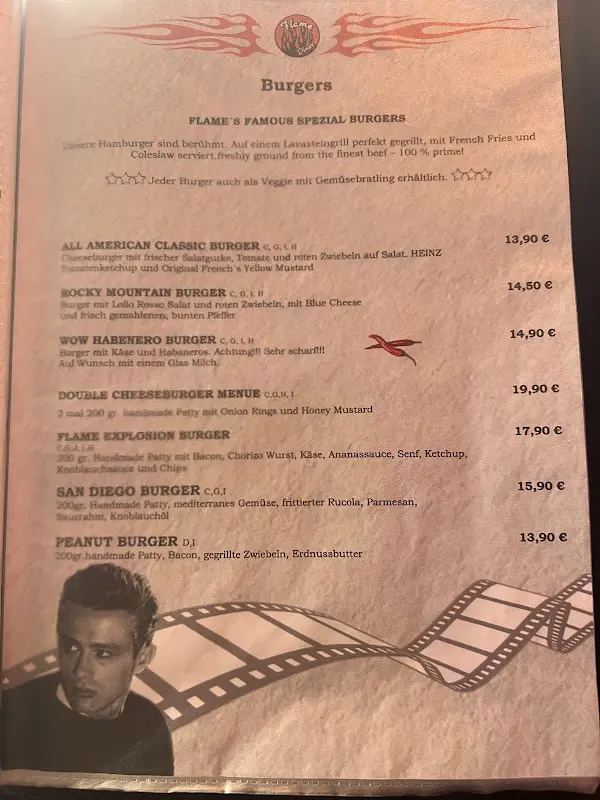 Flame
Diner
Burgers
FLAME´S FAMOUS SPEZIAL BURGERS
Unsere Hamburger sind berühmt. Auf einem Lavasteingrill perfekt gegrillt, mit French Fries und
Coleslaw serviert.freshly ground from the finest beef – 100 % prime!
Jeder Burger auch als Veggie mit Gemüsebratling erhältlich.
ALL AMERICAN CLASSIC BURGER C, G, I, H 13,90 €
Cheeseburger mit frischer Salatgurke, Tomate und roten Zwiebeln auf Salat. HEINZ
Tomatenketchup und Original French´s Yellow Mustard
ROCKY MOUNTAIN BURGER C, G, I, H 14,50 €
Burger mit Lollo Rosso Salat und roten Zwiebeln, mit Blue Cheese
und frisch gemahlenen, bunten Pfeffer
WOW HABENERO BURGER C, G, I, H 14,90 €
Burger mit Käse und Habaneros. Achtung!!! Sehr scharf!!!
Auf Wunsch mit einem Glas Milch.
DOUBLE CHEESEBURGER MENUE C,G,H, I 19,90 €
2 mal 200 gr. handmade Patty mit Onion Rings und Honey Mustard
FLAME EXPLOSION BURGER 17,90 €
200 gr. Handmade Patty mit Bacon, Chorizo Wurst, Käse, Ananassauce, Senf, Ketchup,
Knoblauchsauce und Chips
SAN DIEGO BURGER C,G,I 15,90 €
200gr. Handmade Patty, mediterranes Gemüse, frittierter Rucola, Parmesan,
Sauerrahm, Knoblauchöl
PEANUT BURGER D,I 13,90 €
200gr.handmade Patty, Bacon, gegrillte Zwiebeln, Erdnussbutter